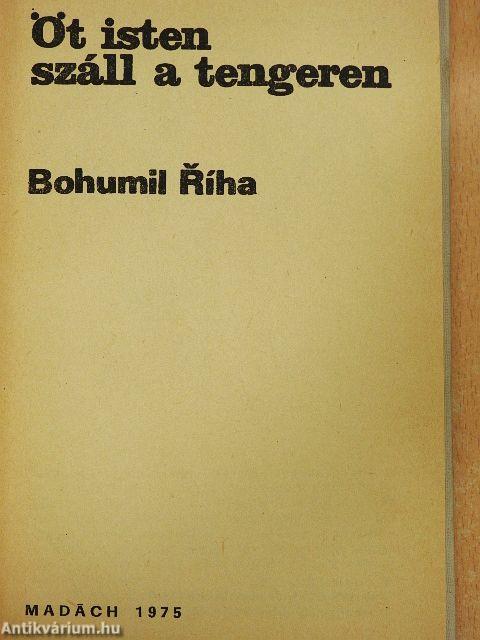 Öt isten
száll a tengeren
Bohumil Říha
MADÁCH 1975
Antikvárium.hu